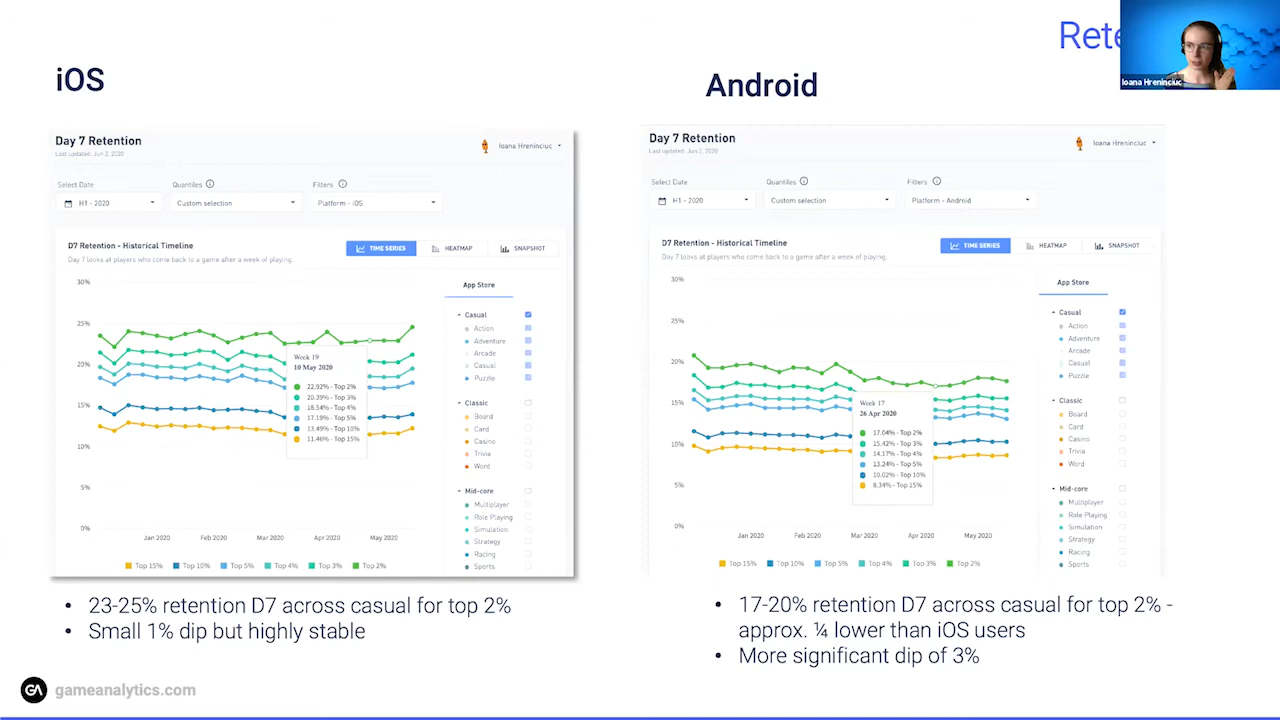 Rete
Ioana Hreninciuc
iOS
Day 7 Retention
Last updated: Jun 2, 2020
Ioana Hreninciuc
Select Date
Quantiles
Filters
H1 - 2020
Custom selection
Platform - iOS
D7 Retention - Historical Timeline
Day 7 looks at players who come back to a game after a week of playing.
TIME SERIES
HEATMAP
SNAPSHOT
30%
25%
20%
15%
10%
5%
0%
Jan 2020
Feb 2020
Mar 2020
Apr 2020
May 2020
Week 19
10 May 2020
22.92% - Top 2%
20.39% - Top 3%
18.54% - Top 4%
17.19% - Top 5%
13.49% - Top 10%
11.46% - Top 15%
Top 15%
Top 10%
Top 5%
Top 4%
Top 3%
Top 2%
App Store
Casual
Action
Adventure
Arcade
Casual
Puzzle
Classic
Board
Card
Casino
Trivia
Word
Mid-core
Multiplayer
Role Playing
Simulation
Strategy
Racing
Sports
• 23-25% retention D7 across casual for top 2%
• Small 1% dip but highly stable
Android
Day 7 Retention
Last updated: Jun 2, 2020
Ioana Hreninciuc
Select Date
Quantiles
Filters
H1 - 2020
Custom selection
Platform - Android
D7 Retention - Historical Timeline
Day 7 looks at players who come back to a game after a week of playing.
TIME SERIES
HEATMAP
SNAPSHOT
30%
25%
20%
15%
10%
5%
0%
Jan 2020
Feb 2020
Mar 2020
Apr 2020
May 2020
Week 17
26 Apr 2020
17.04% - Top 2%
15.42% - Top 3%
14.17% - Top 4%
13.24% - Top 5%
10.02% - Top 10%
8.34% - Top 15%
Top 15%
Top 10%
Top 5%
Top 4%
Top 3%
Top 2%
App Store
Casual
Action
Adventure
Arcade
Casual
Puzzle
Classic
Board
Card
Casino
Trivia
Word
Mid-core
Multiplayer
Role Playing
Simulation
Strategy
Racing
Sports
• 17-20% retention D7 across casual for top 2% -
approx. ¼ lower than iOS users
• More significant dip of 3%
GA gameanalytics.com